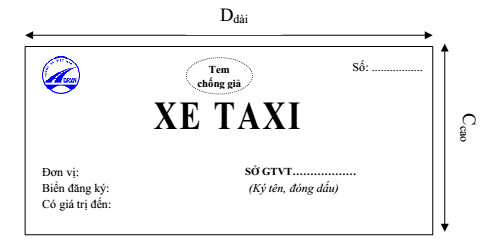 Ddài
Số: ................
Tem
chống giả
XE TAXI
Ccao
Đơn vị:
SỞ GTVT..................
Biển đăng ký:
(Ký tên, đóng dấu)
Có giá trị đến: